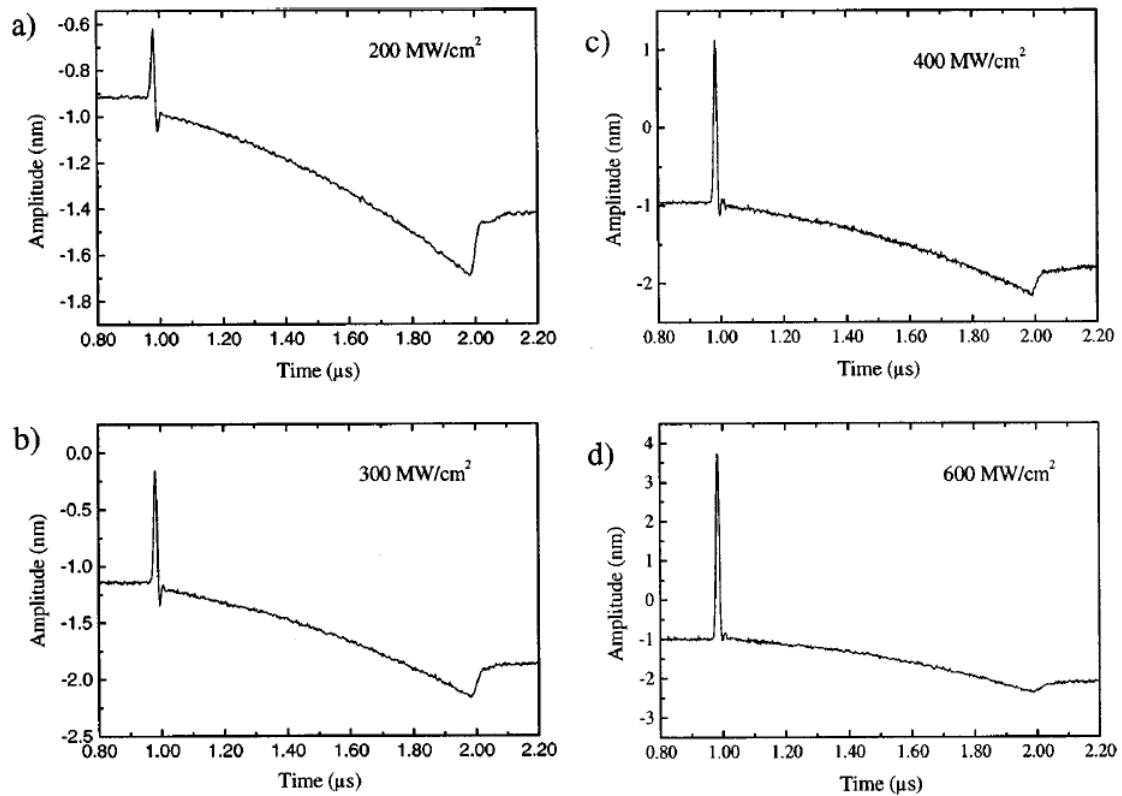 a)
200 MW/cm²
-0.6
-0.8
-1.0
-1.2
-1.4
-1.6
-1.8
Amplitude (nm)
0.80 1.00 1.20 1.40 1.60 1.80 2.00 2.20
Time (µs)
c)
400 MW/cm²
1
0
-1
-2
Amplitude (nm)
0.80 1.00 1.20 1.40 1.60 1.80 2.00 2.20
Time (µs)
b)
300 MW/cm²
0.0
-0.5
-1.0
-1.5
-2.0
-2.5
Amplitude (nm)
0.80 1.00 1.20 1.40 1.60 1.80 2.00 2.20
Time (µs)
d)
600 MW/cm²
4
3
2
1
0
-1
-2
-3
Amplitude (nm)
0.80 1.00 1.20 1.40 1.60 1.80 2.00 2.20
Time (µs)